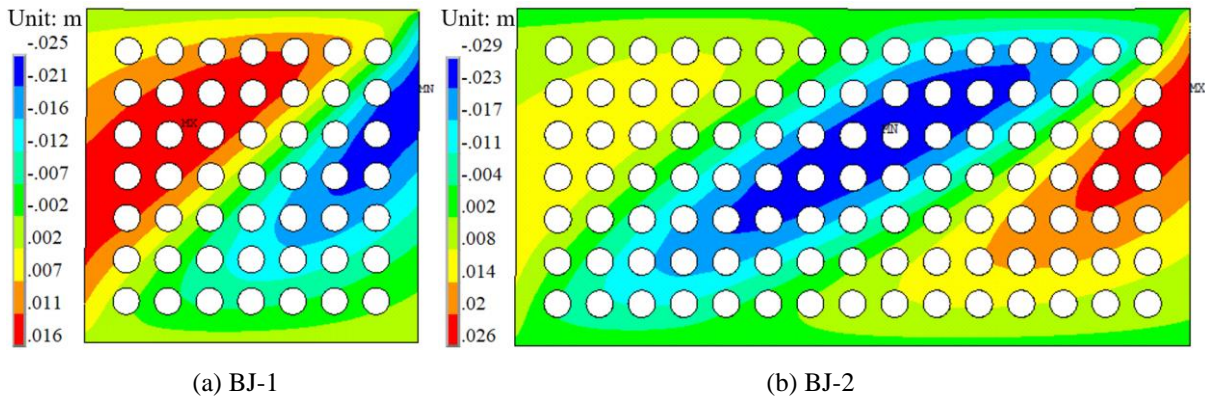 Unit: m
-.025
-.021
-.016
-.012
-.007
-.002
.002
.007
.011
.016
MX
MN
Unit: m
-.029
-.023
-.017
-.011
-.004
.002
.008
.014
.02
.026
MN
MX
(a) BJ-1
(b) BJ-2